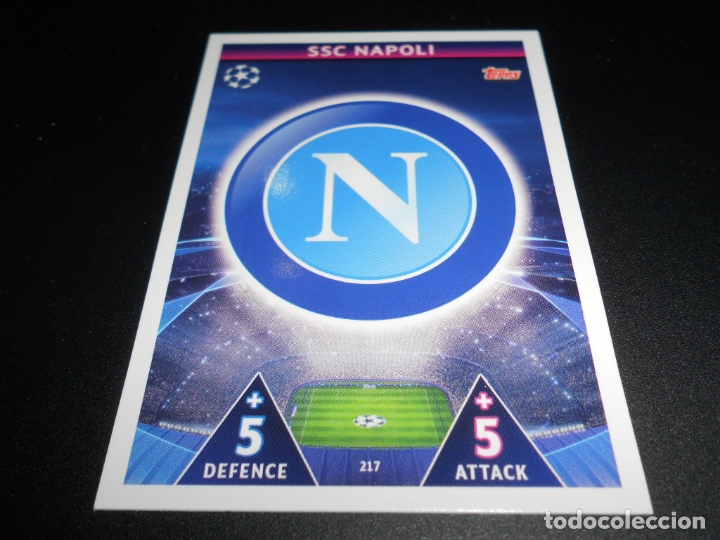 SSC NAPOLI
Topps
N
+ +
5 5
DEFENCE 217 ATTACK
todocoleccion